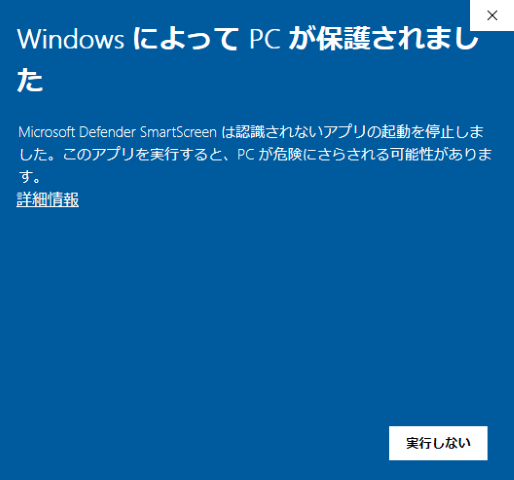 Windows によって PC が保護されまし
た
Microsoft Defender SmartScreen は認識されないアプリの起動を停止しま
した。このアプリを実行すると、PC が危険にさらされる可能性がありま
す。
詳細情報
実行しない